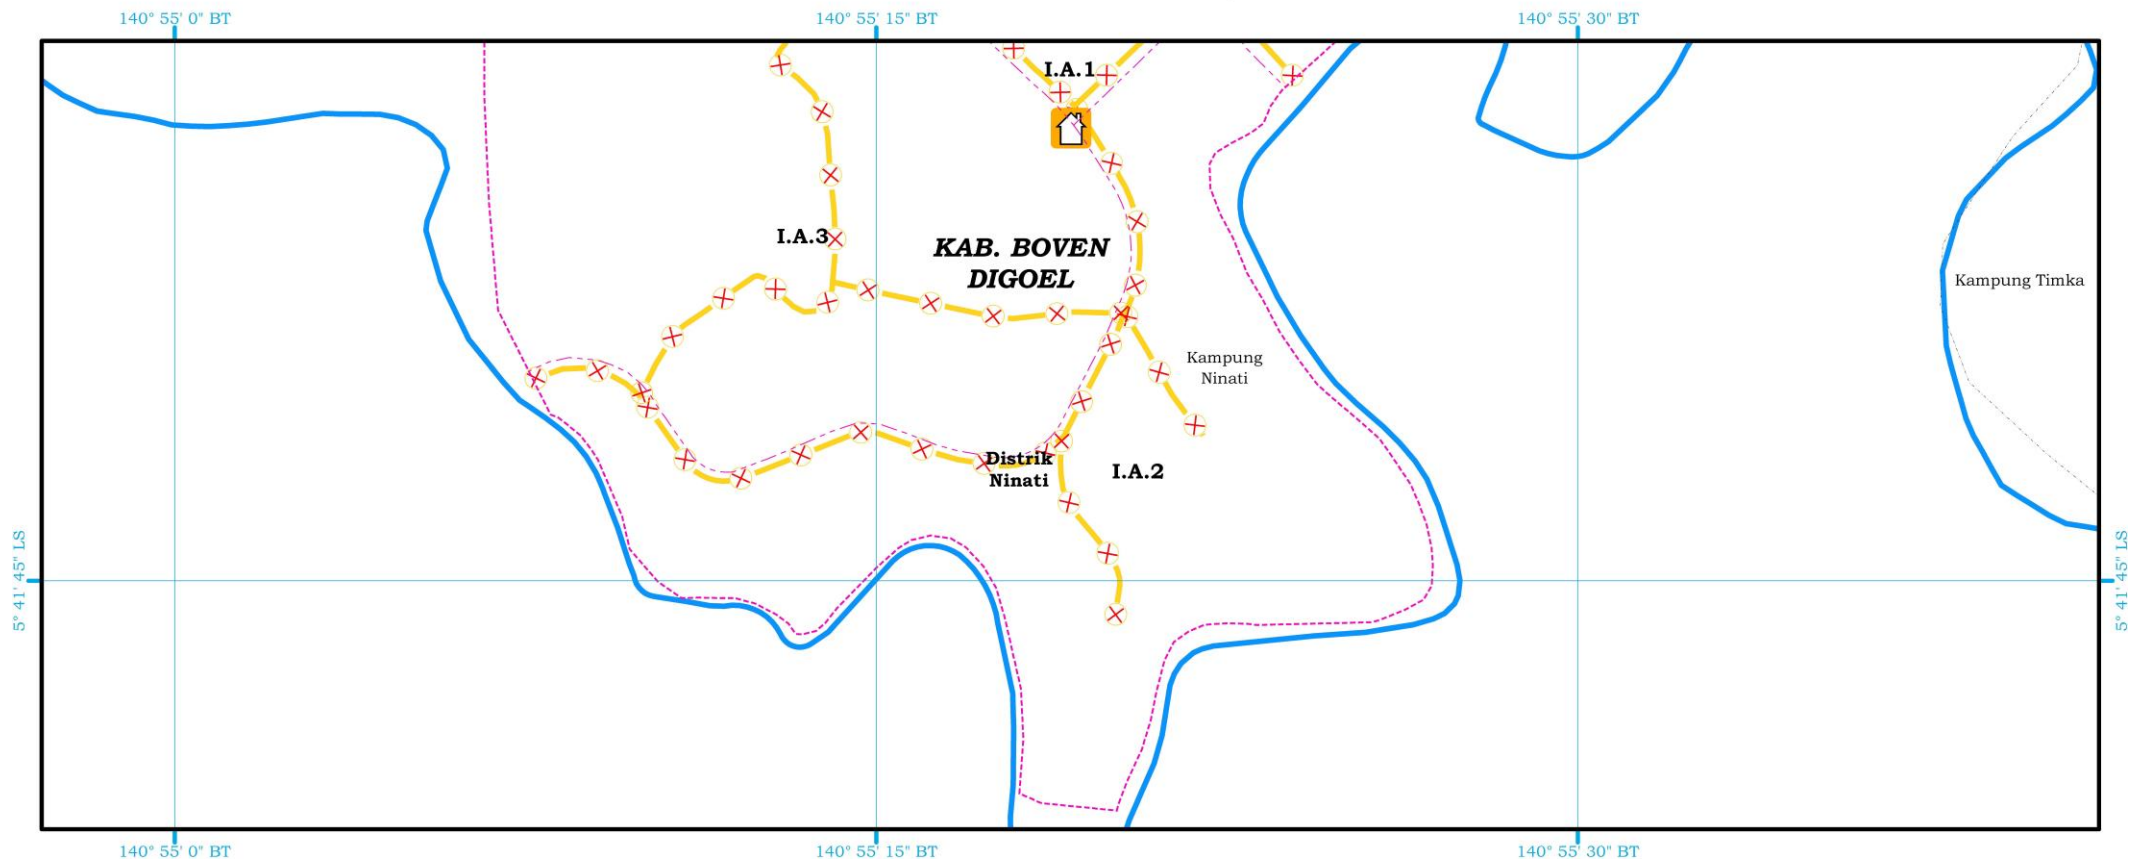 140° 55' 0" BT
140° 55' 15" BT
140° 55' 30" BT
I.A.1
I.A.3
KAB. BOVEN
DIGOEL
Kampung Timka
Kampung
Ninati
Distrik
Ninati
I.A.2
5° 41' 45" LS
5° 41' 45" LS
140° 55' 0" BT
140° 55' 15" BT
140° 55' 30" BT